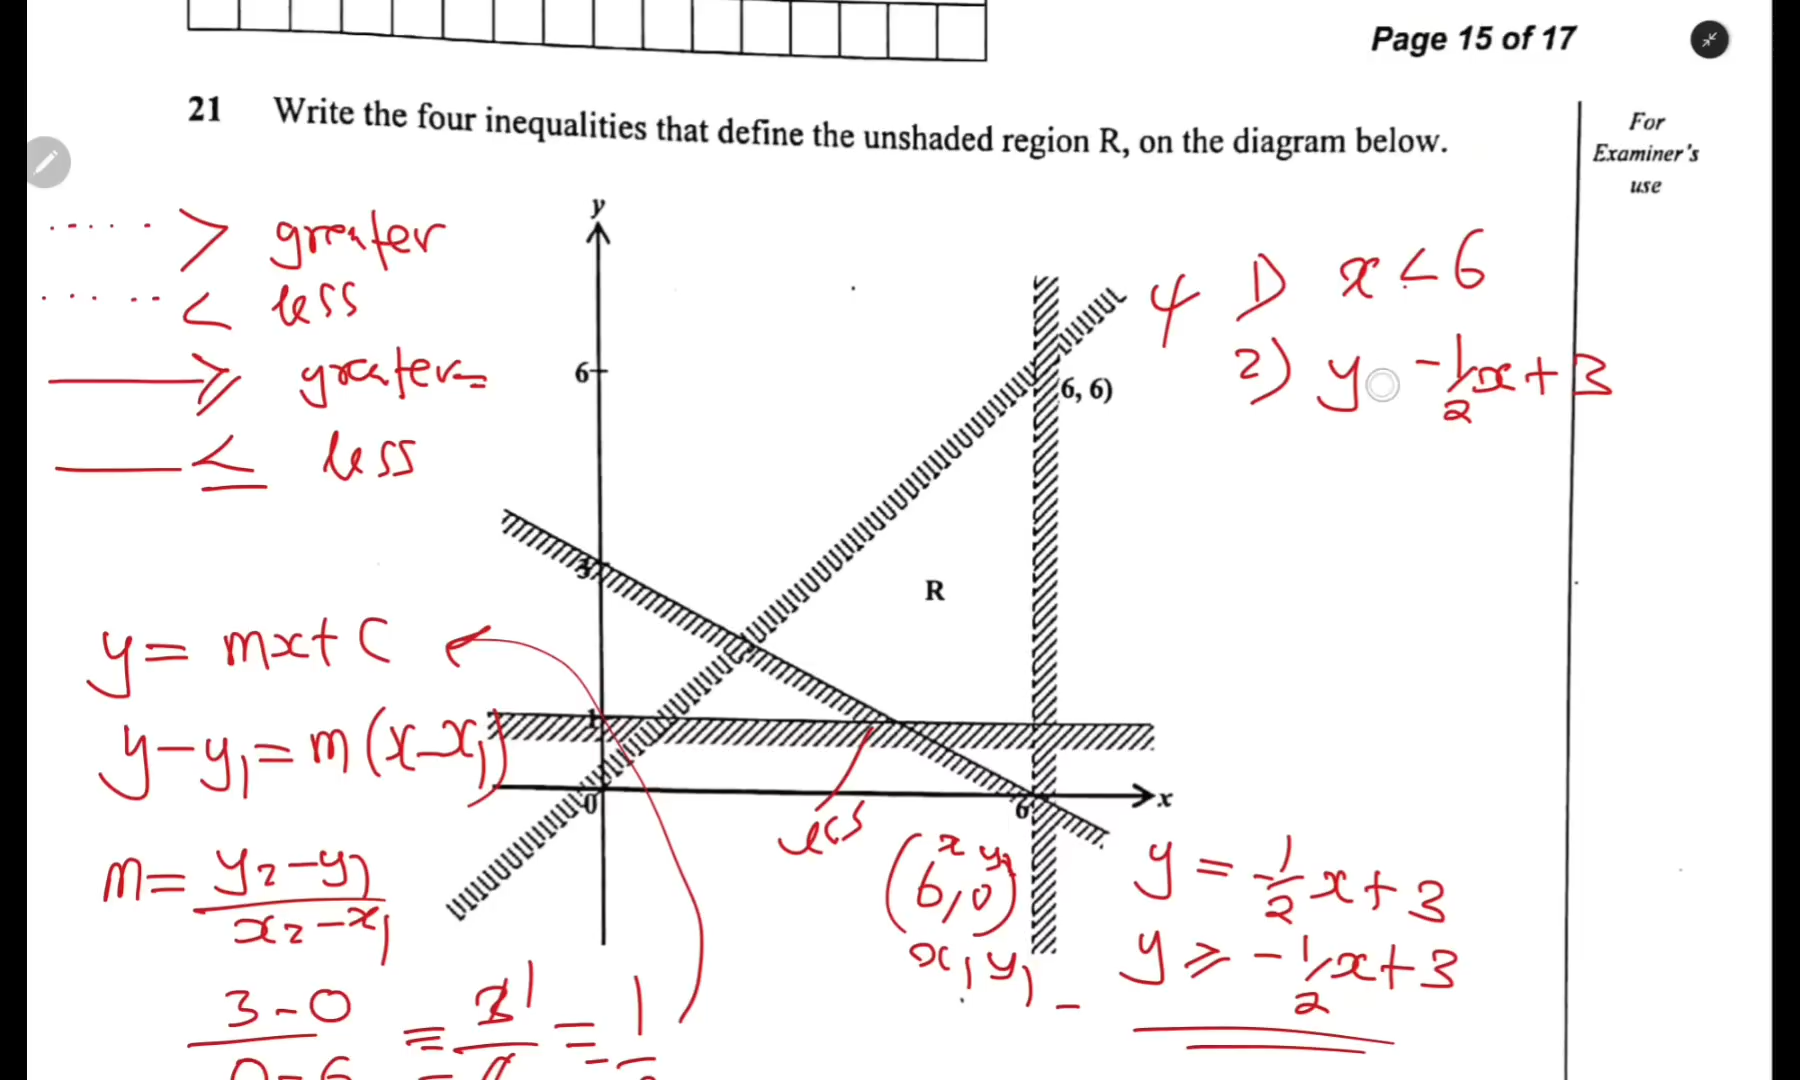 Page 15 of 17
21 Write the four inequalities that define the unshaded region R, on the diagram below.
For
Examiner's
use
> greater
< less
⩾ greater=
≤ less
y
6
6, 6)
3
R
1
0
6
x
4 1) x < 6
2) y -1/2x + 3
y = mx + C
y - y1 = m(x - x1)
m = y2 - y1
x2 - x1
3 - 0
0 - 6
less
x y
(6, 0)
x1 y1
y = -1/2x + 3
y ⩾ -1/2x + 3